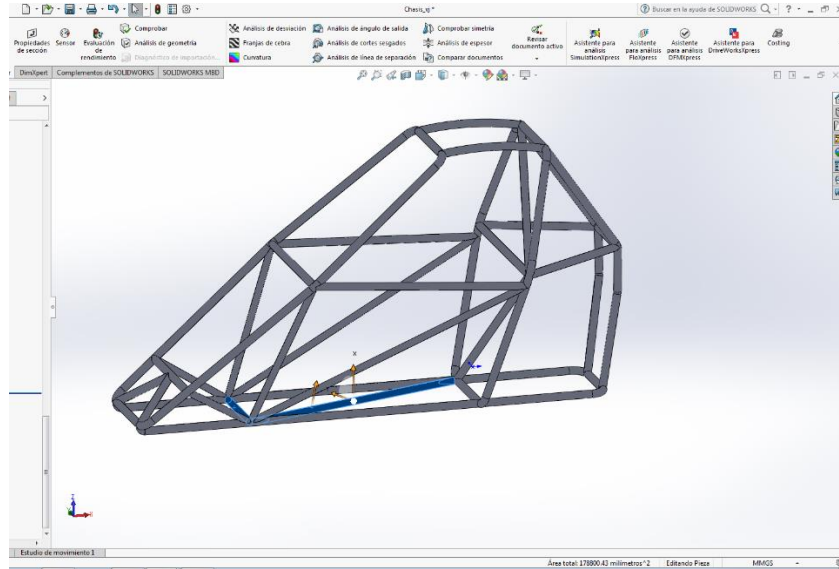 Chasis_xj *
Buscar en la ayuda de SOLIDWORKS
Propiedades de sección
Sensor
Evaluación de rendimiento
Comprobar
Análisis de geometría
Diagnóstico de importación...
Análisis de desviación
Franjas de cebra
Curvatura
Análisis de ángulo de salida
Análisis de cortes sesgados
Análisis de línea de separación
Comprobar simetría
Análisis de espesor
Comparar documentos
Revisar documento activo
Asistente para análisis SimulationXpress
Asistente para análisis FloXpress
Asistente para análisis DFMXpress
Asistente para DriveWorksXpress
Costing
DimXpert
Complementos de SOLIDWORKS
SOLIDWORKS MBD
Estudio de movimiento 1
Área total: 178800.43 milímetros^2
Editando Pieza
MMGS